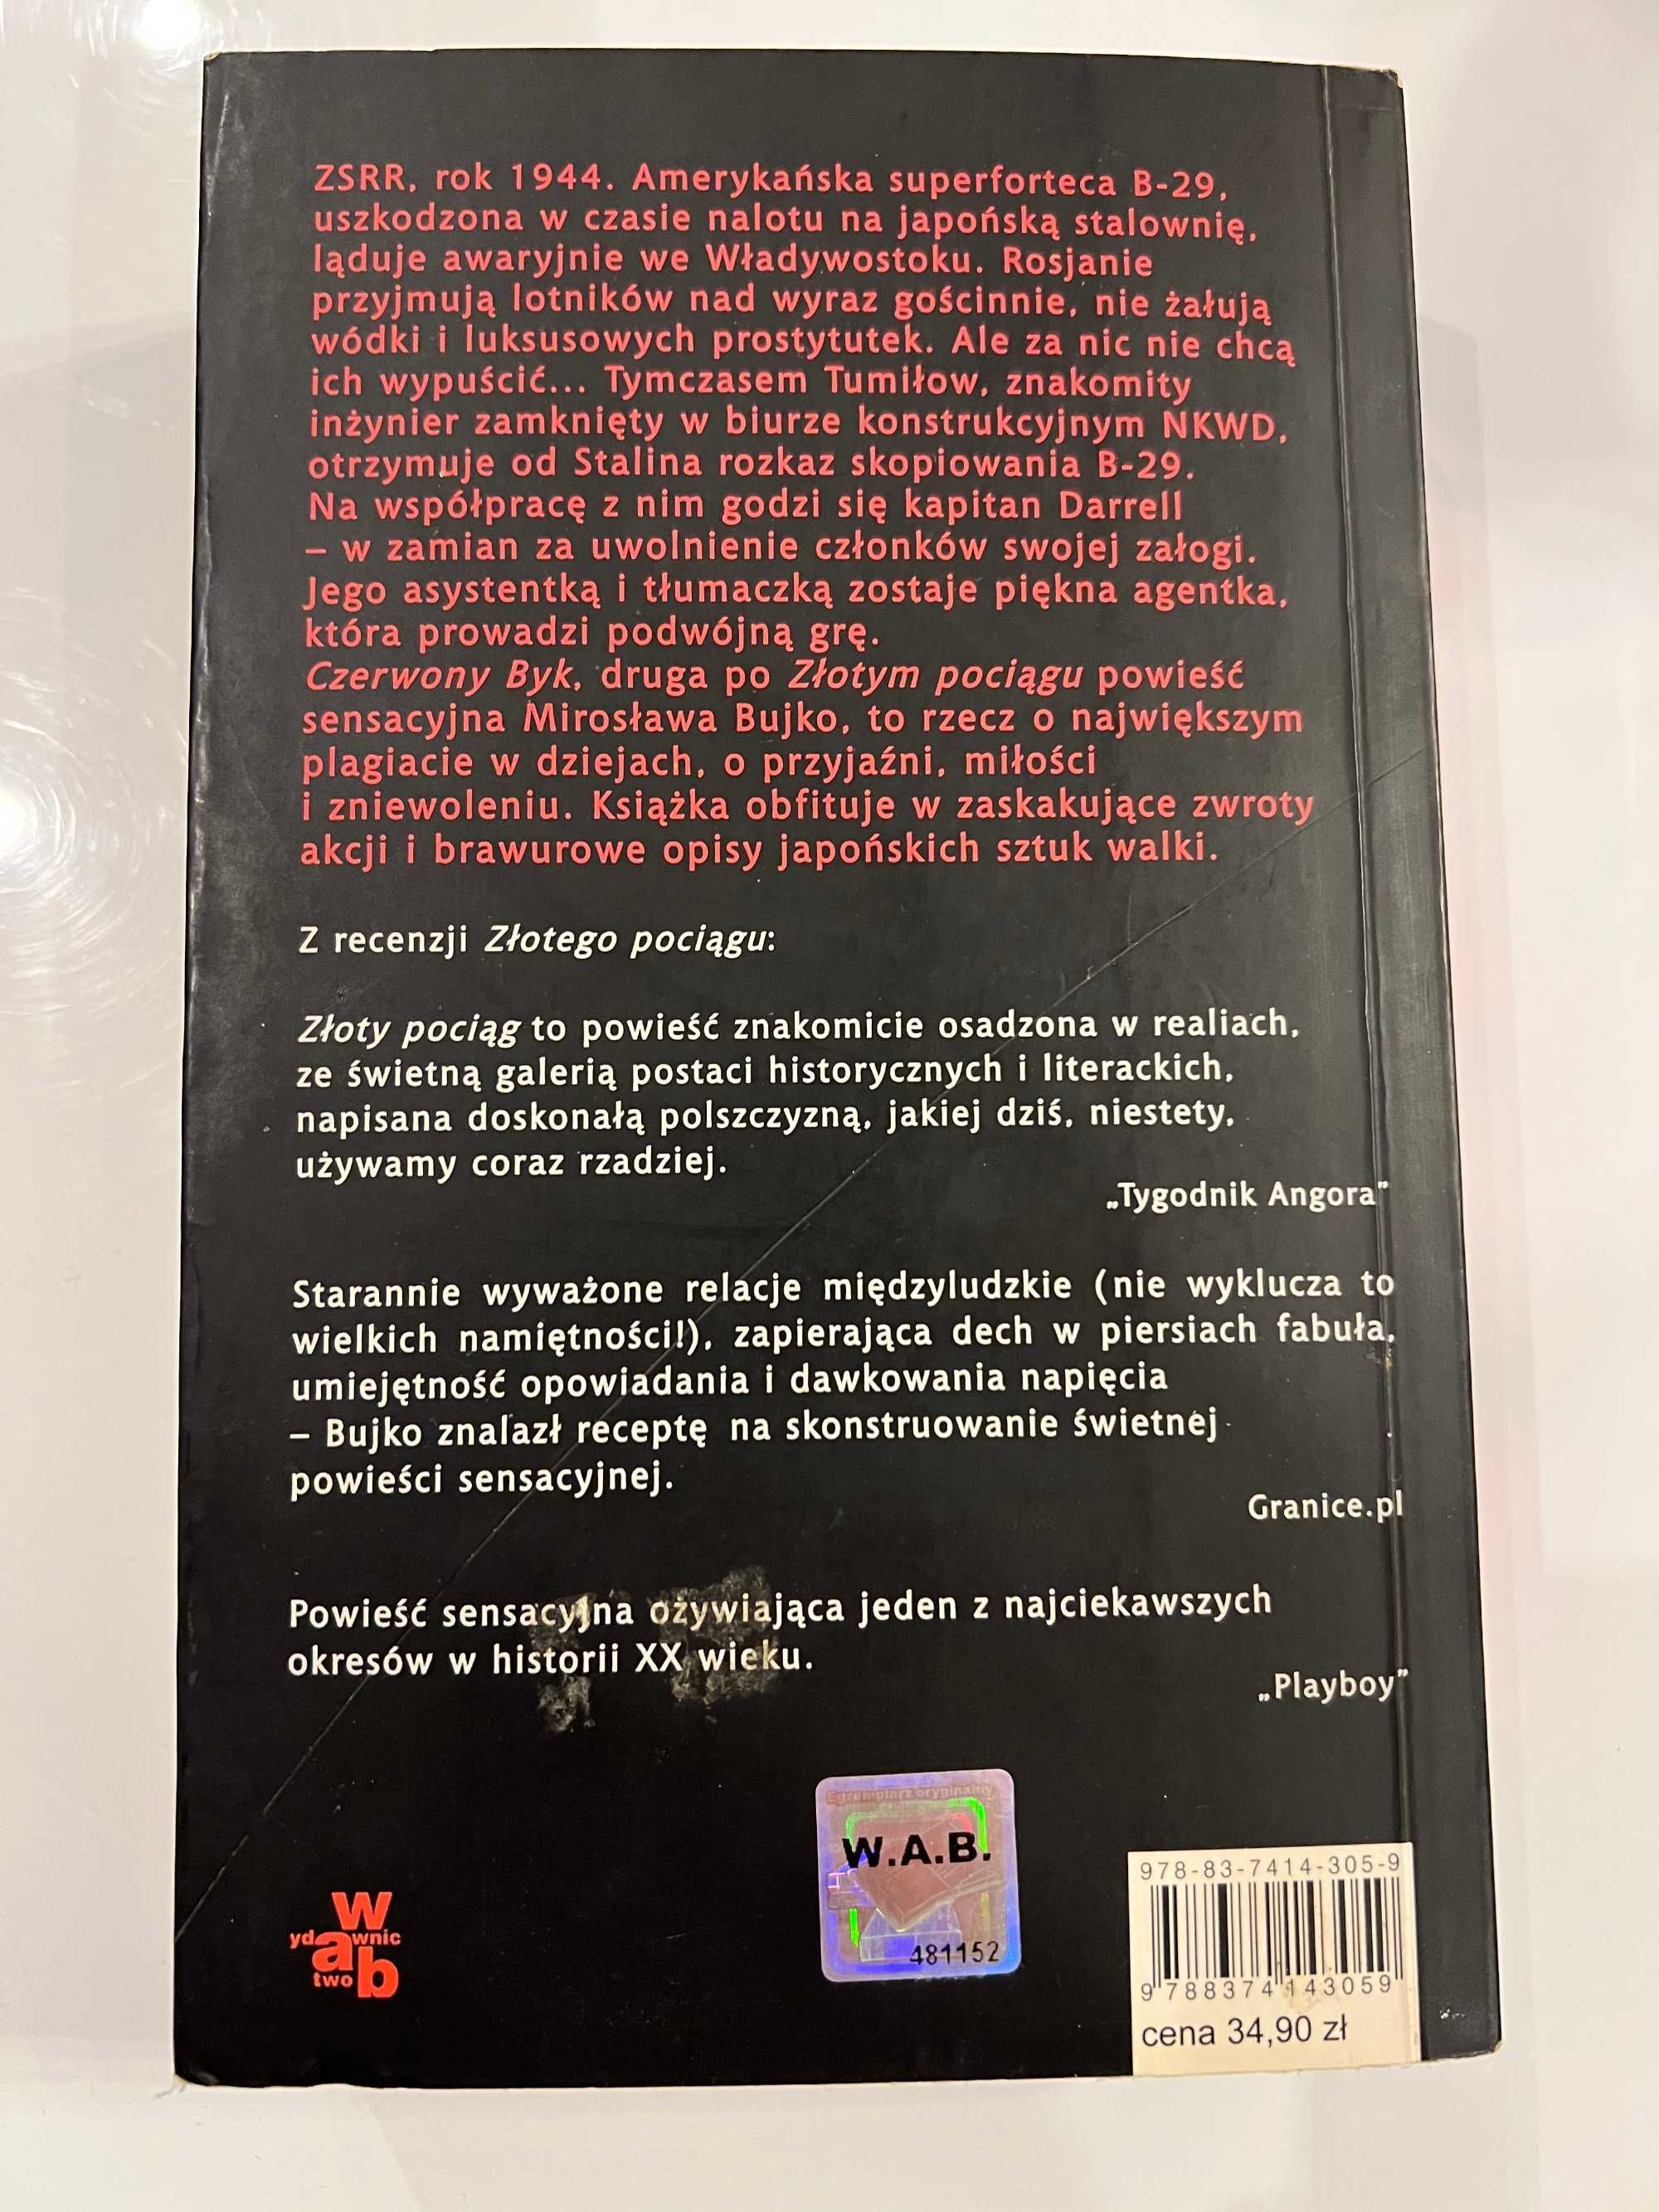 ZSRR, rok 1944. Amerykańska superforteca B-29,
uszkodzona w czasie nalotu na japońską stalownię,
ląduje awaryjnie we Władywostoku. Rosjanie
przyjmują lotników nad wyraz gościnnie, nie żałują
wódki i luksusowych prostytutek. Ale za nic nie chcą
ich wypuścić... Tymczasem Tumiłow, znakomity
inżynier zamknięty w biurze konstrukcyjnym NKWD,
otrzymuje od Stalina rozkaz skopiowania B-29.
Na współpracę z nim godzi się kapitan Darrell
– w zamian za uwolnienie członków swojej załogi.
Jego asystentką i tłumaczką zostaje piękna agentka,
która prowadzi podwójną grę.
Czerwony Byk, druga po Złotym pociągu powieść
sensacyjna Mirosława Bujko, to rzecz o największym
plagiacie w dziejach, o przyjaźni, miłości
i zniewoleniu. Książka obfituje w zaskakujące zwroty
akcji i brawurowe opisy japońskich sztuk walki.
Z recenzji Złotego pociągu:
Złoty pociąg to powieść znakomicie osadzona w realiach,
ze świetną galerią postaci historycznych i literackich,
napisana doskonałą polszczyzną, jakiej dziś, niestety,
używamy coraz rzadziej.
„Tygodnik Angora”
Starannie wyważone relacje międzyludzkie (nie wyklucza to
wielkich namiętności!), zapierająca dech w piersiach fabuła,
umiejętność opowiadania i dawkowania napięcia
– Bujko znalazł receptę na skonstruowanie świetnej
powieści sensacyjnej.
Granice.pl
Powieść sensacyjna ożywiająca jeden z najciekawszych
okresów w historii XX wieku.
„Playboy”
Egzemplarz oryginalny
W.A.B.
481152
W
ydawnic
two b
978-83-7414-305-9
9 788374 143059
cena 34,90 zł